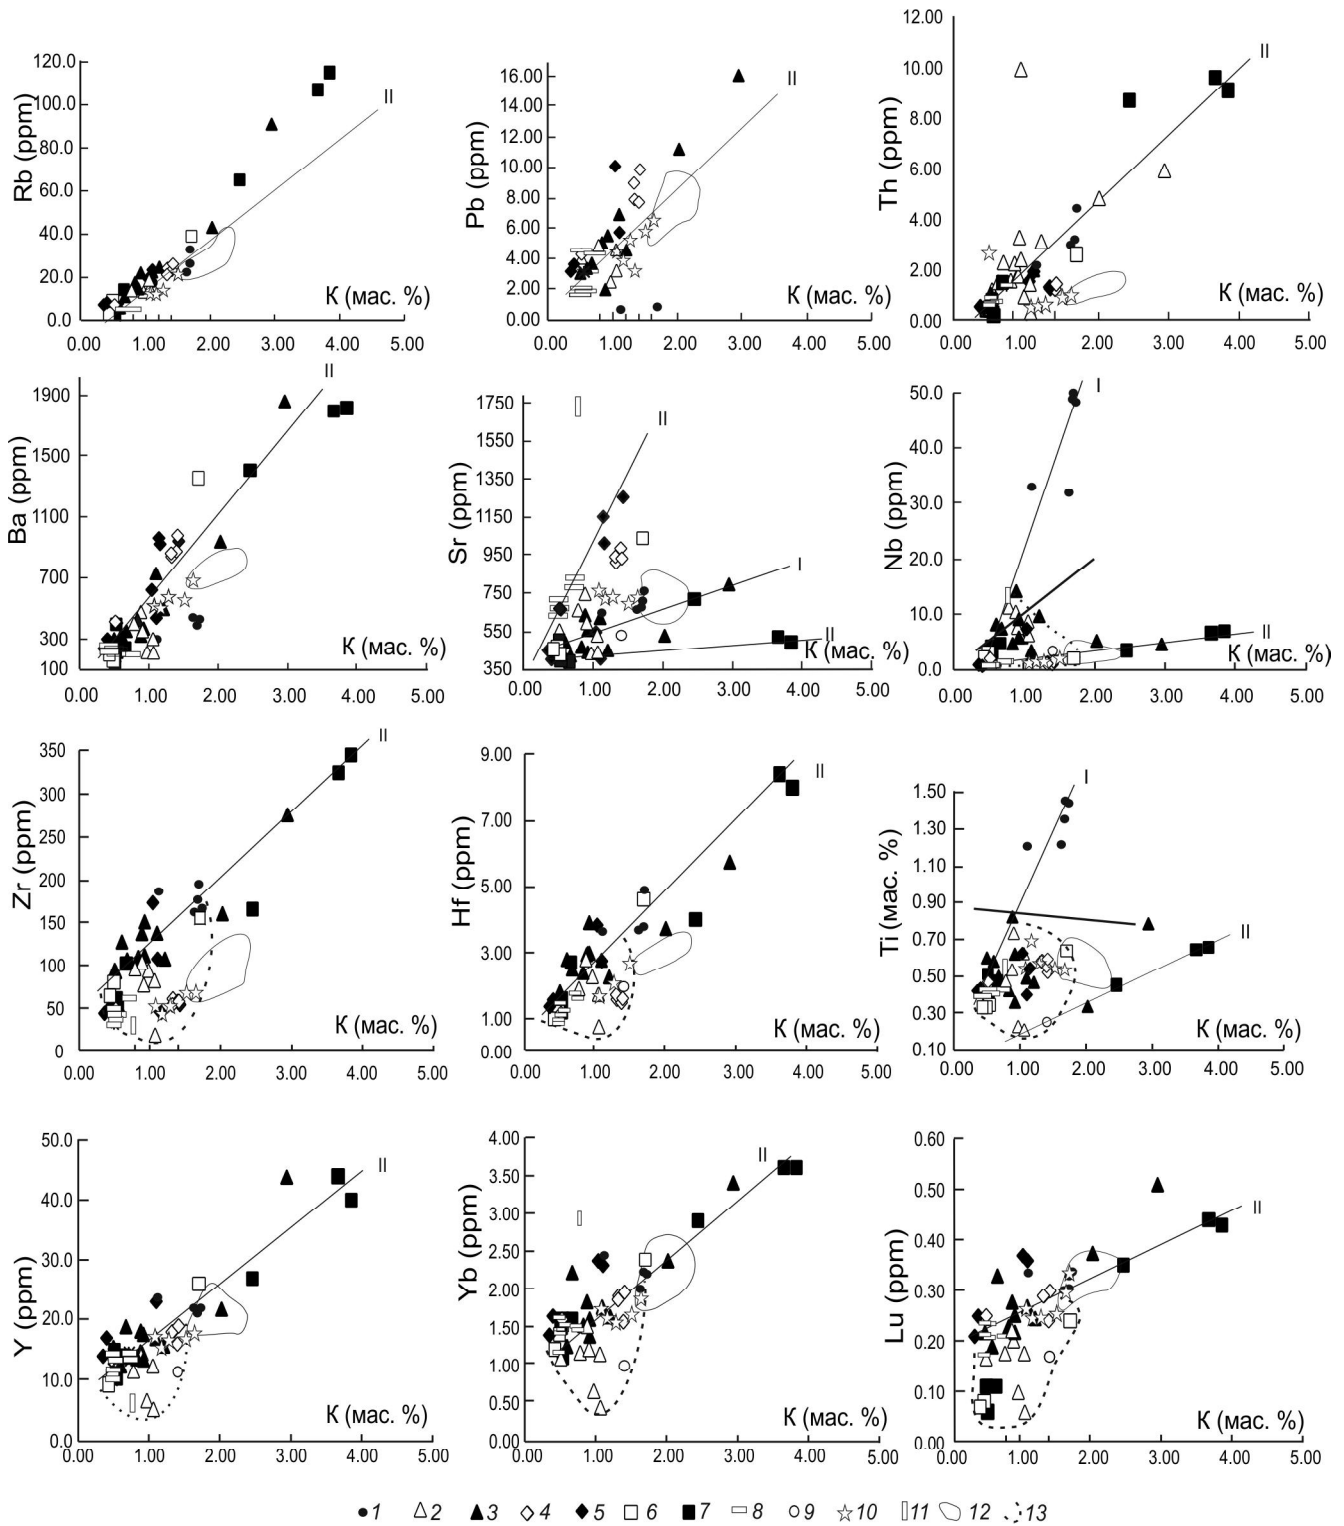 Rb (ppm)
120.0
100.0
80.0
60.0
40.0
20.0
0.0
II
К (мас. %)
0.00 1.00 2.00 3.00 4.00 5.00
Pb (ppm)
16.00
14.00
12.00
10.00
8.00
6.00
4.00
2.00
0.00
II
К (мас. %)
0.00 1.00 2.00 3.00 4.00 5.00
Th (ppm)
12.00
10.00
8.00
6.00
4.00
2.00
0.00
II
К (мас. %)
0.00 1.00 2.00 3.00 4.00 5.00
Ba (ppm)
1900
1500
1100
700
300
100
II
К (мас. %)
0.00 1.00 2.00 3.00 4.00 5.00
Sr (ppm)
1750
1550
1350
1150
950
750
550
350
II
I
II
К (мас. %)
0.00 1.00 2.00 3.00 4.00 5.00
Nb (ppm)
50.0
40.0
30.0
20.0
10.0
0.0
I
II
К (мас. %)
0.00 1.00 2.00 3.00 4.00 5.00
Zr (ppm)
350
300
250
200
150
100
50
0
II
К (мас. %)
0.00 1.00 2.00 3.00 4.00 5.00
Hf (ppm)
9.00
7.00
5.00
3.00
1.00
0.00
II
К (мас. %)
0.00 1.00 2.00 3.00 4.00 5.00
Ti (мас. %)
1.50
1.30
1.10
0.90
0.70
0.50
0.30
0.10
I
II
К (мас. %)
0.00 1.00 2.00 3.00 4.00 5.00
Y (ppm)
50.0
40.0
30.0
20.0
10.0
0.0
II
К (мас. %)
0.00 1.00 2.00 3.00 4.00 5.00
Yb (ppm)
4.00
3.50
3.00
2.50
2.00
1.50
1.00
0.50
0.00
II
К (мас. %)
0.00 1.00 2.00 3.00 4.00 5.00
Lu (ppm)
0.60
0.50
0.40
0.30
0.20
0.10
0.00
II
К (мас. %)
0.00 1.00 2.00 3.00 4.00 5.00
1 2 3 4 5 6 7 8 9 10 11 12 13